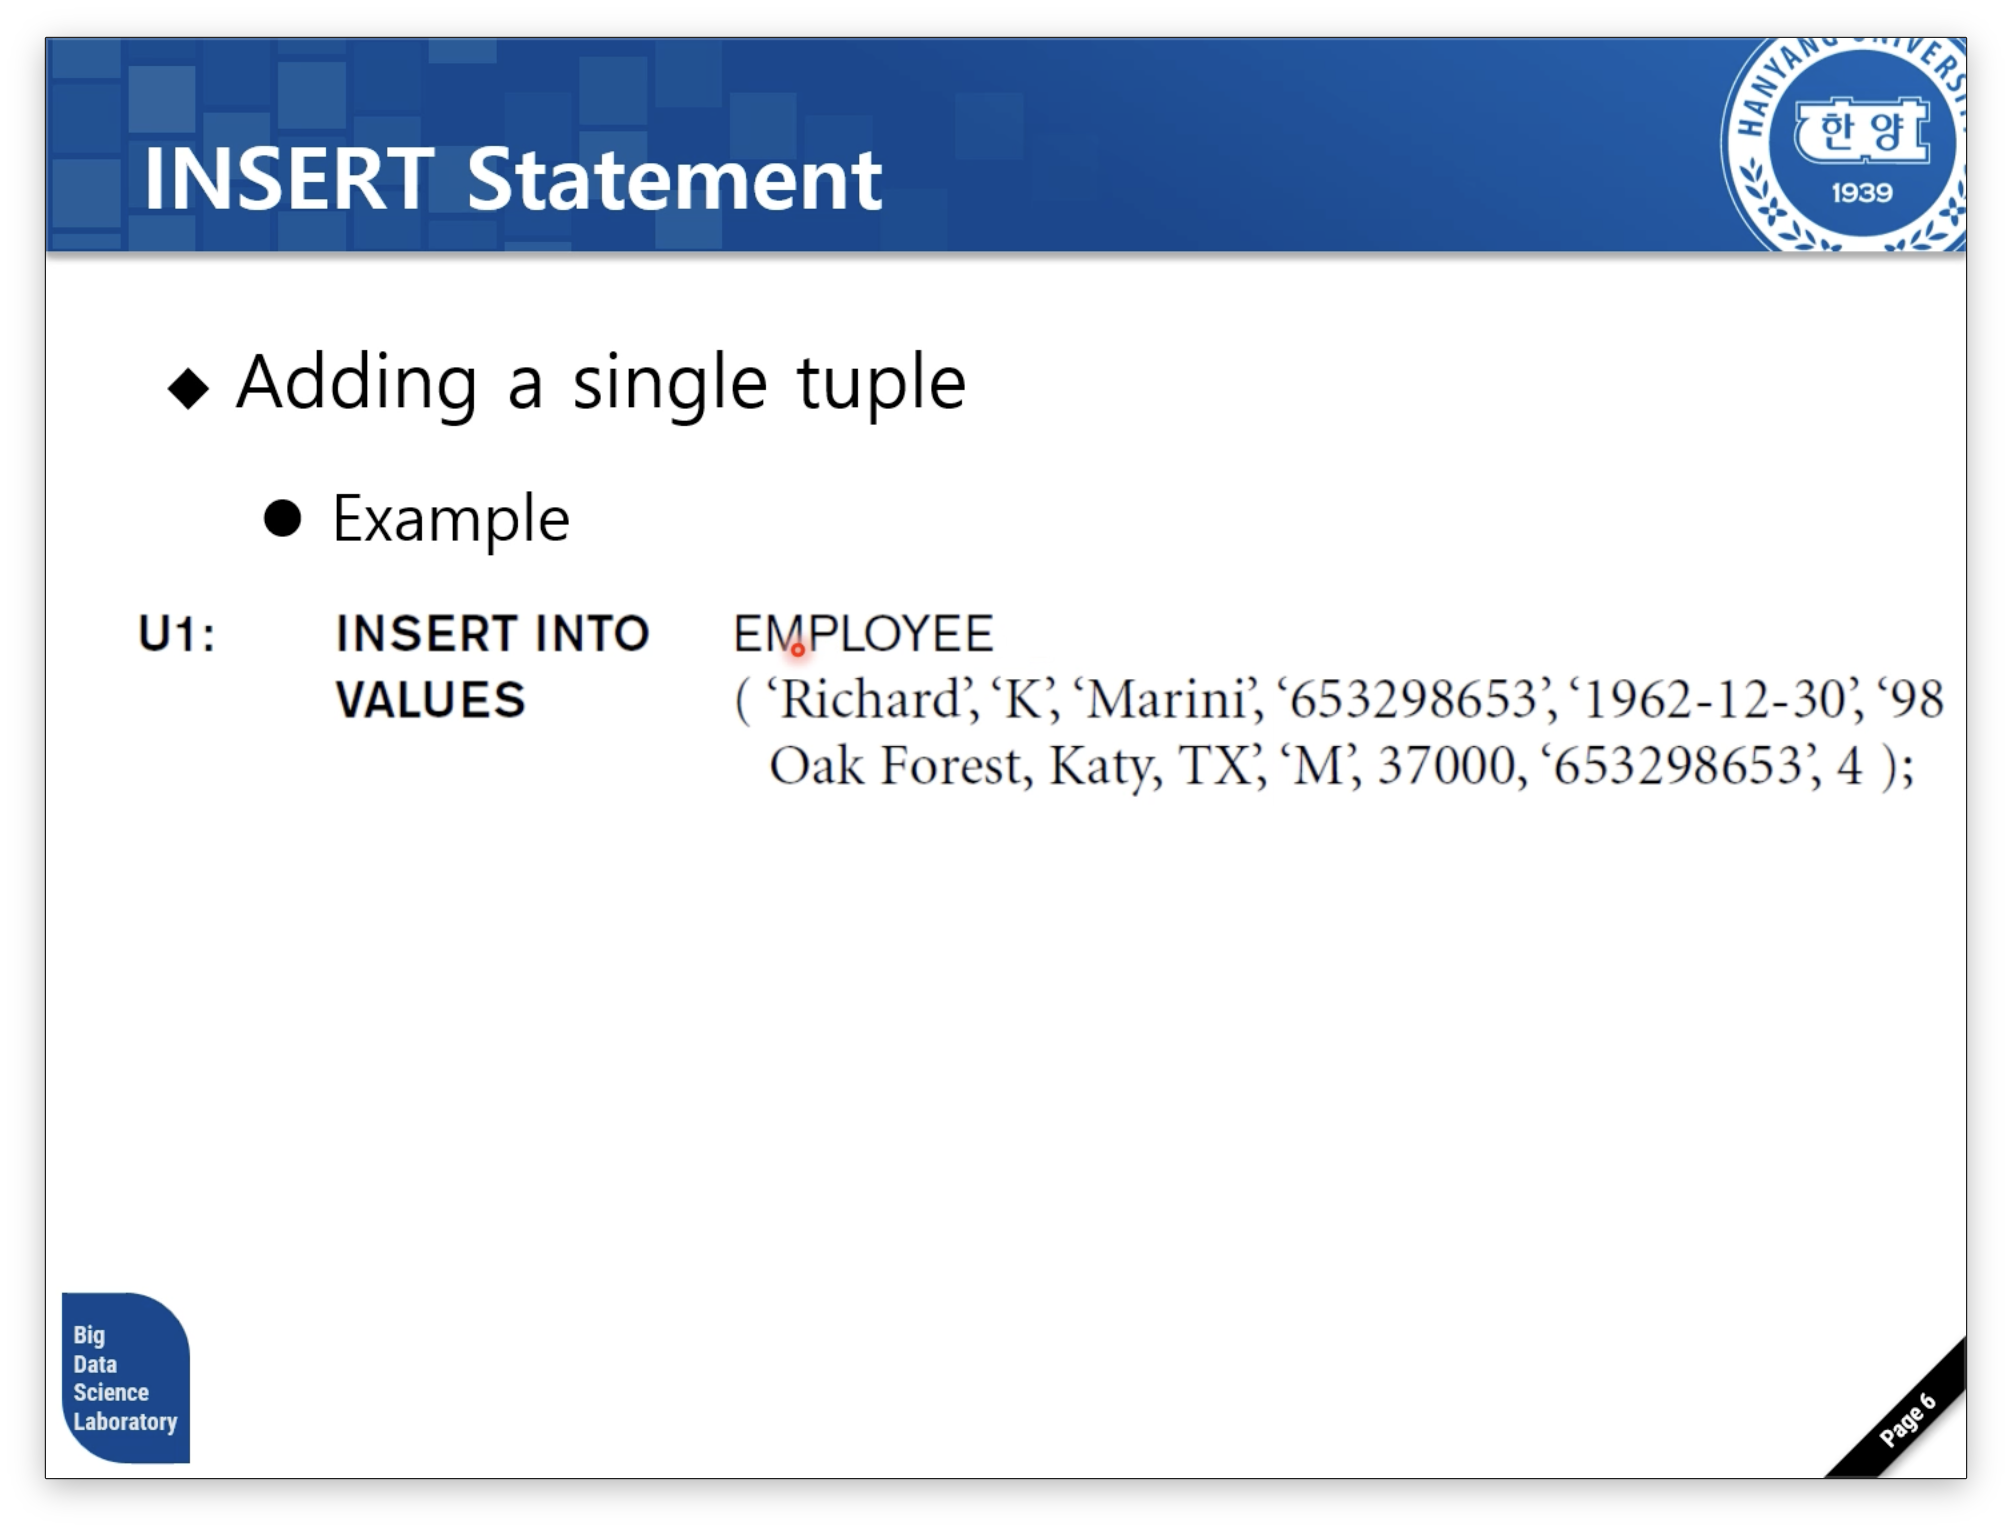 INSERT Statement
HANYANG UNIVERSI
한양
1939
◆ Adding a single tuple
● Example
U1: INSERT INTO EMPLOYEE
VALUES ( ‘Richard’, ‘K’, ‘Marini’, ‘653298653’, ‘1962-12-30’, ‘98
Oak Forest, Katy, TX’, ‘M’, 37000, ‘653298653’, 4 );
Big
Data
Science
Laboratory
Page 6